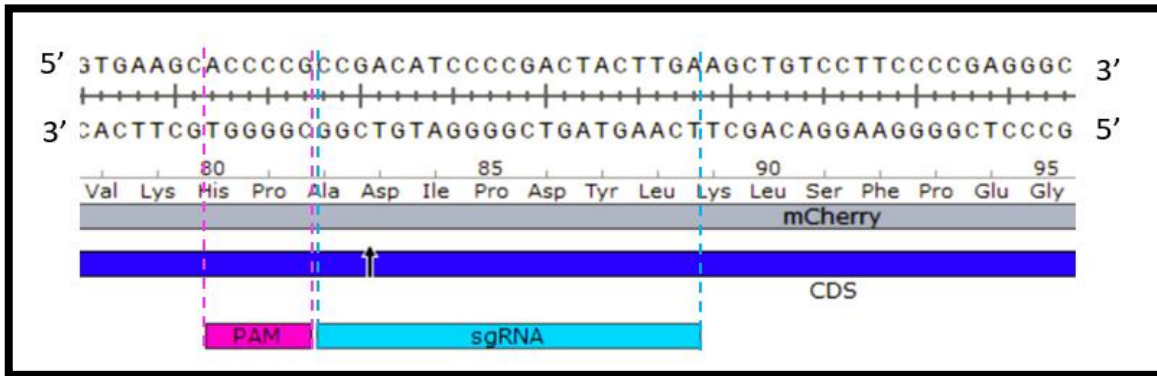 5’ GTGAAGCACCCCGCCGACATCCCCGACTACTTGAAGCTGTCCTTCCCCGAGGGC 3’
3’ CACTTCGTGGGGCGGCTGTAGGGGCTGATGAACTTCGACAGGAAGGGGCTCCCG 5’
80 85 90 95
Val Lys His Pro Ala Asp Ile Pro Asp Tyr Leu Lys Leu Ser Phe Pro Glu Gly
mCherry
CDS
PAM sgRNA